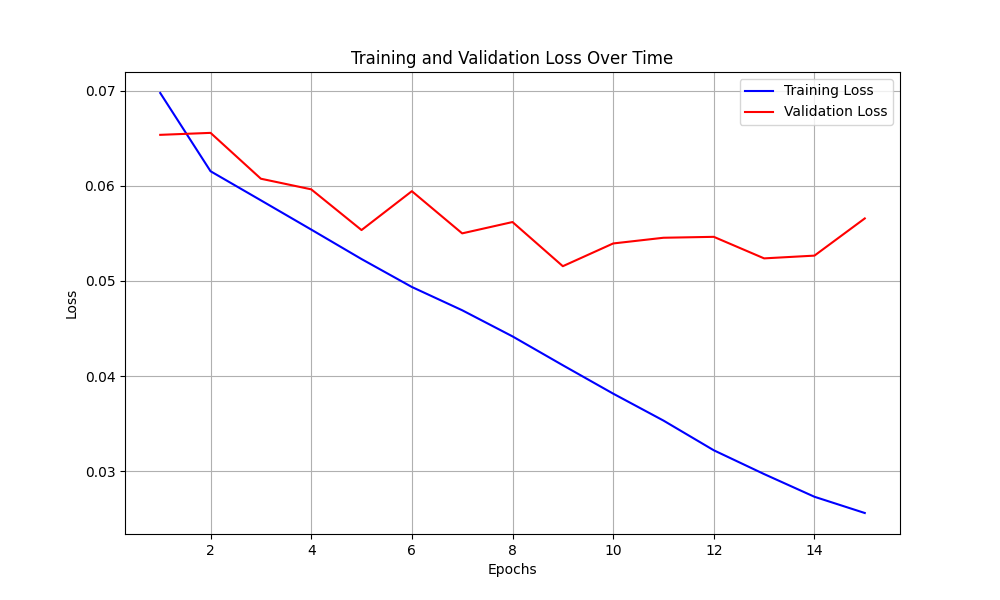 Training and Validation Loss Over Time
Training Loss
Validation Loss
0.07
0.06
0.05
0.04
0.03
Loss
2
4
6
8
10
12
14
Epochs